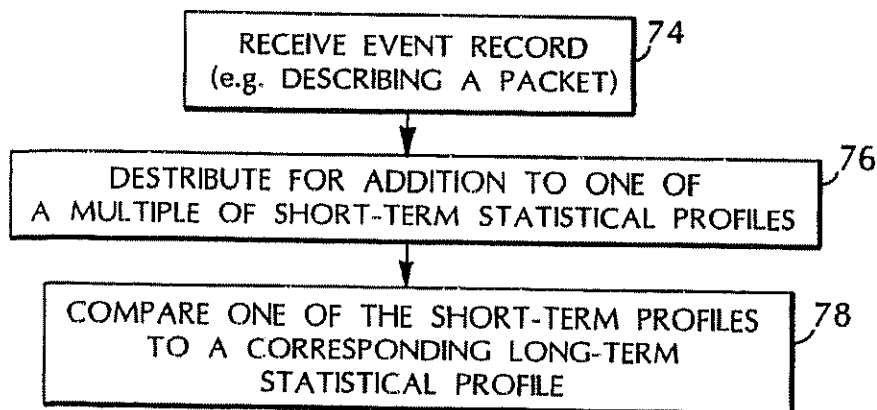 RECEIVE EVENT RECORD
(e.g. DESCRIBING A PACKET)
74
DESTRIBUTE FOR ADDITION TO ONE OF
A MULTIPLE OF SHORT-TERM STATISTICAL PROFILES
76
COMPARE ONE OF THE SHORT-TERM PROFILES
TO A CORRESPONDING LONG-TERM
STATISTICAL PROFILE
78